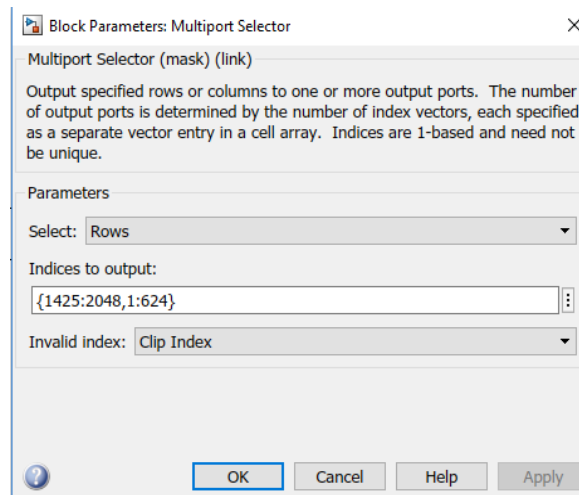 Block Parameters: Multiport Selector
Multiport Selector (mask) (link)
Output specified rows or columns to one or more output ports. The number
of output ports is determined by the number of index vectors, each specified
as a separate vector entry in a cell array. Indices are 1-based and need not
be unique.
Parameters
Select: Rows
Indices to output:
{1425:2048,1:624}
Invalid index: Clip Index
OK Cancel Help Apply